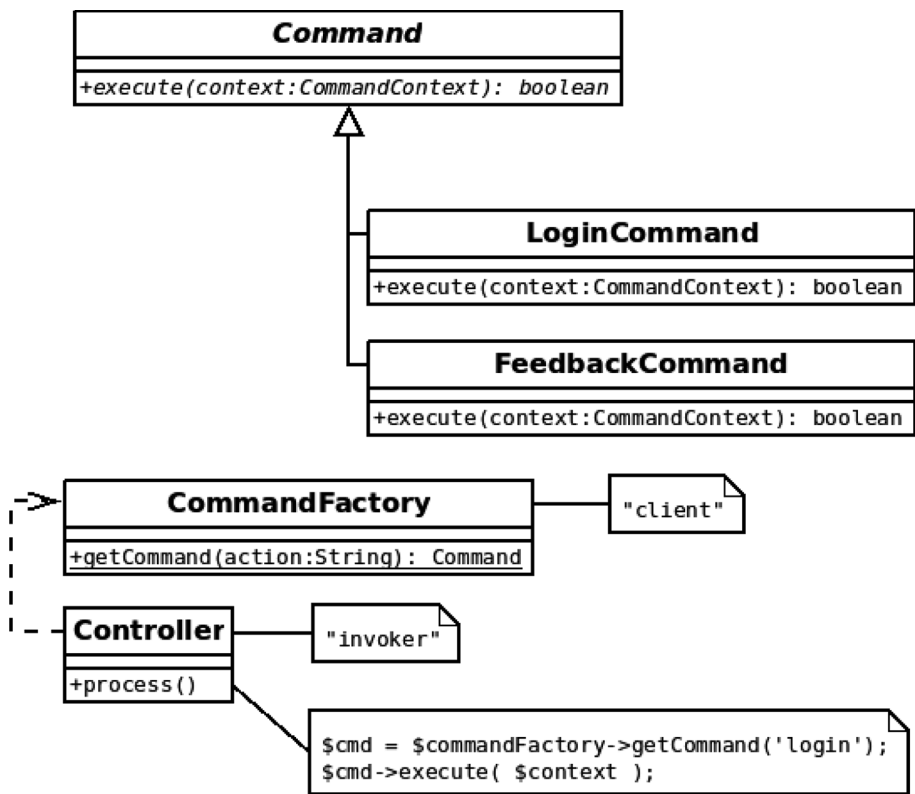 Command
+execute(context:CommandContext): boolean
LoginCommand
+execute(context:CommandContext): boolean
FeedbackCommand
+execute(context:CommandContext): boolean
CommandFactory
+getCommand(action:String): Command
"client"
Controller
+process()
"invoker"
$cmd = $commandFactory->getCommand('login');
$cmd->execute( $context );